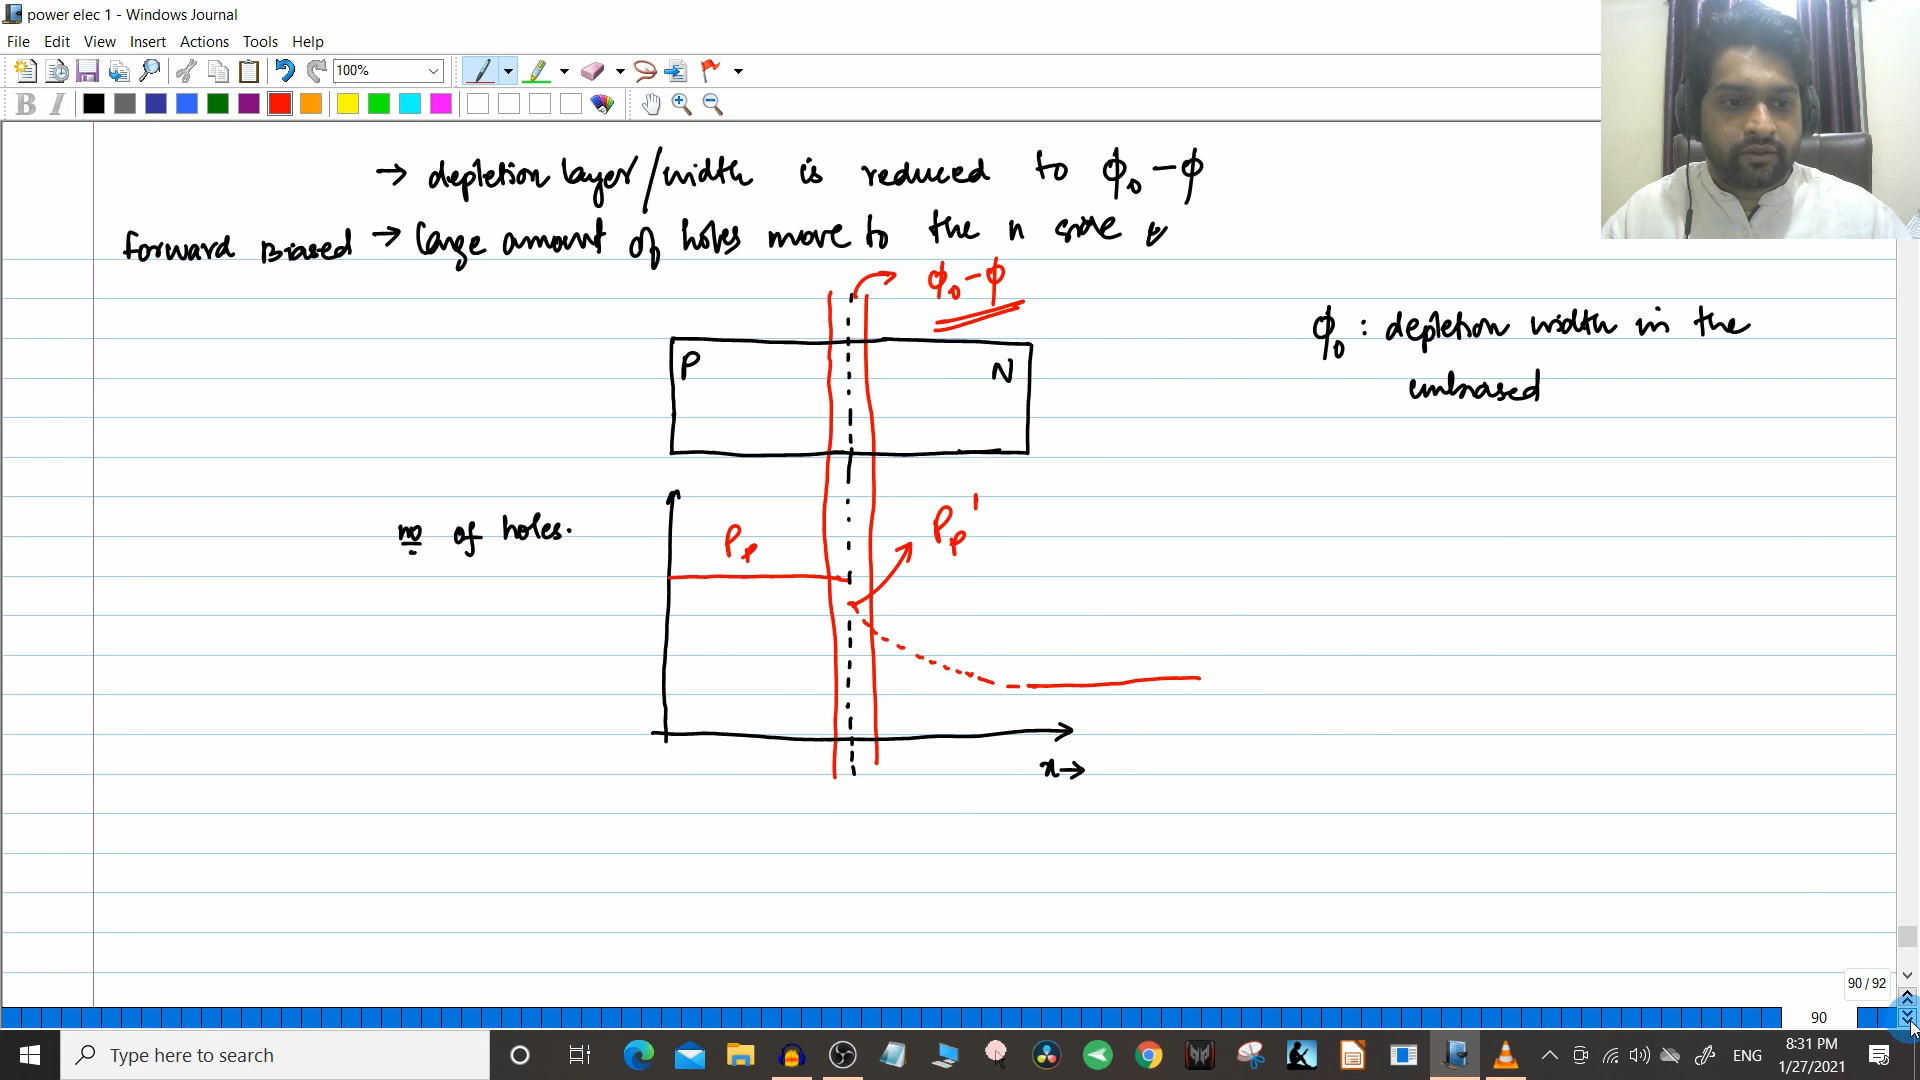 power elec 1 - Windows Journal
File Edit View Insert Actions Tools Help
100%
B I
→ depletion layer/width is reduced to ϕ₀ - ϕ
Forward Biased → large amount of holes move to the n side
ϕ₀ - ϕ
P N
ϕ₀ : depletion width in the
unbiased
no of holes.
Pp
Pp'
x→
90 / 92
90
Type here to search
ENG
8:31 PM
1/27/2021